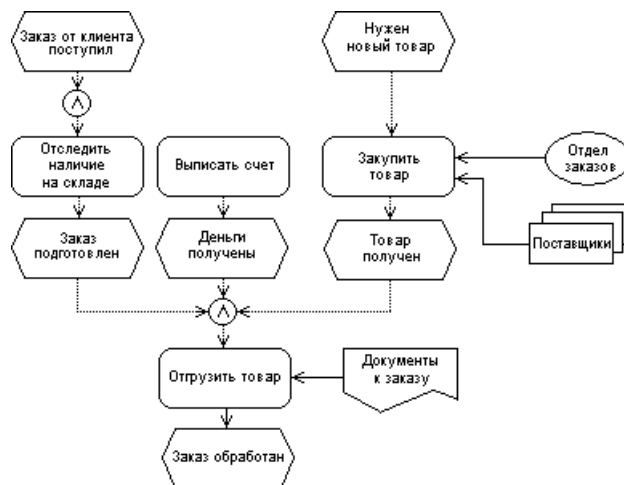 Заказ от клиента
поступил
Нужен
новый товар
Λ
Отследить
наличие
на складе
Выписать счет
Закупить
товар
Отдел
заказов
Заказ
подготовлен
Деньги
получены
Товар
получен
Поставщики
Λ
Отгрузить товар
Документы
к заказу
Заказ обработан